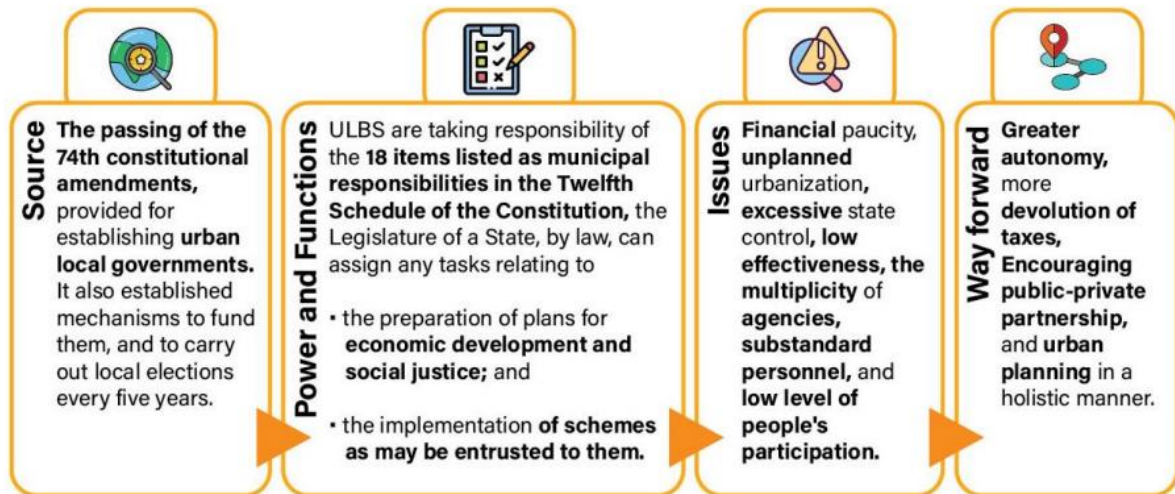 Source
The passing of the
74th constitutional
amendments,
provided for
establishing urban
local governments.
It also established
mechanisms to fund
them, and to carry
out local elections
every five years.
Power and Functions
ULBS are taking responsibility of
the 18 items listed as municipal
responsibilities in the Twelfth
Schedule of the Constitution, the
Legislature of a State, by law, can
assign any tasks relating to
• the preparation of plans for
economic development and
social justice; and
• the implementation of schemes
as may be entrusted to them.
Issues
Financial paucity,
unplanned
urbanization,
excessive state
control, low
effectiveness, the
multiplicity of
agencies,
substandard
personnel, and
low level of
people's
participation.
Way forward
Greater
autonomy,
more
devolution of
taxes,
Encouraging
public-private
partnership,
and urban
planning in a
holistic manner.